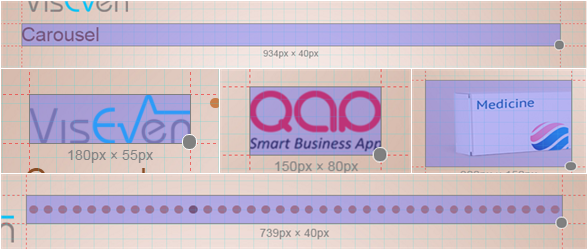 VisEven
Carousel
934px × 40px
VisEven
180px × 55px
QAP
Smart Business App
150px × 80px
Medicine
739px × 40px